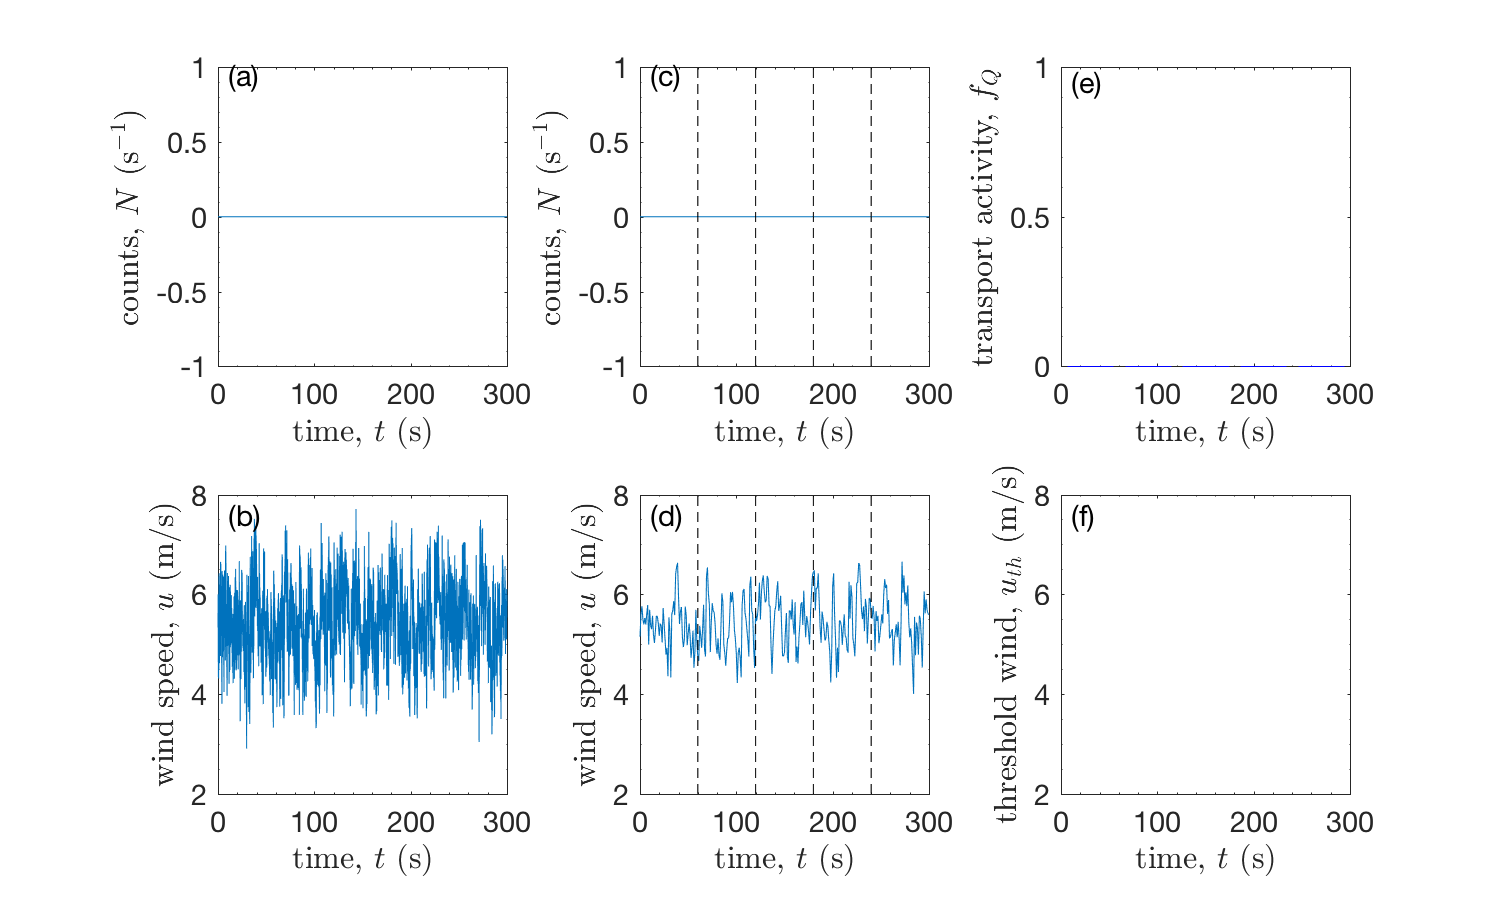 (a)
1
0.5
0
-0.5
-1
counts, N (s⁻¹)
0 100 200 300
time, t (s)
(c)
1
0.5
0
-0.5
-1
counts, N (s⁻¹)
0 100 200 300
time, t (s)
(e)
1
0.5
0
transport activity, f_Q
0 100 200 300
time, t (s)
(b)
8
6
4
2
wind speed, u (m/s)
0 100 200 300
time, t (s)
(d)
8
6
4
2
wind speed, u (m/s)
0 100 200 300
time, t (s)
(f)
8
6
4
2
threshold wind, u_th (m/s)
0 100 200 300
time, t (s)